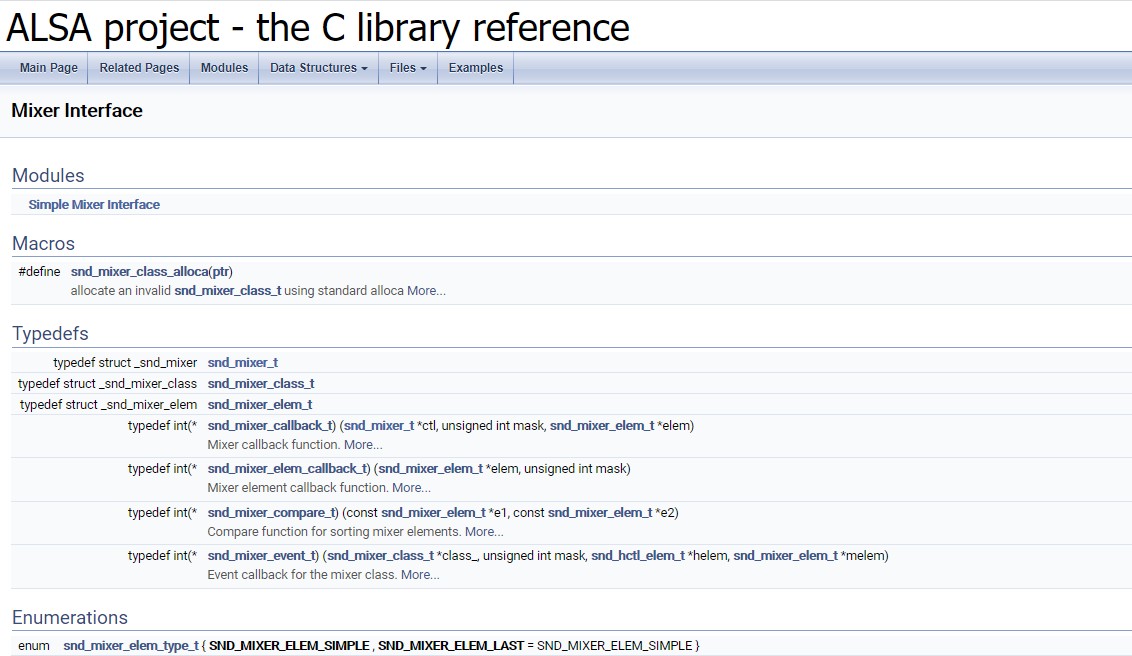 ALSA project - the C library reference
Main Page Related Pages Modules Data Structures Files Examples
Mixer Interface
Modules
Simple Mixer Interface
Macros
#define snd_mixer_class_alloca(ptr)
allocate an invalid snd_mixer_class_t using standard alloca More...
Typedefs
typedef struct _snd_mixer snd_mixer_t
typedef struct _snd_mixer_class snd_mixer_class_t
typedef struct _snd_mixer_elem snd_mixer_elem_t
typedef int(* snd_mixer_callback_t) (snd_mixer_t *ctl, unsigned int mask, snd_mixer_elem_t *elem)
Mixer callback function. More...
typedef int(* snd_mixer_elem_callback_t) (snd_mixer_elem_t *elem, unsigned int mask)
Mixer element callback function. More...
typedef int(* snd_mixer_compare_t) (const snd_mixer_elem_t *e1, const snd_mixer_elem_t *e2)
Compare function for sorting mixer elements. More...
typedef int(* snd_mixer_event_t) (snd_mixer_class_t *class_, unsigned int mask, snd_hctl_elem_t *helem, snd_mixer_elem_t *melem)
Event callback for the mixer class. More...
Enumerations
enum snd_mixer_elem_type_t { SND_MIXER_ELEM_SIMPLE , SND_MIXER_ELEM_LAST = SND_MIXER_ELEM_SIMPLE }